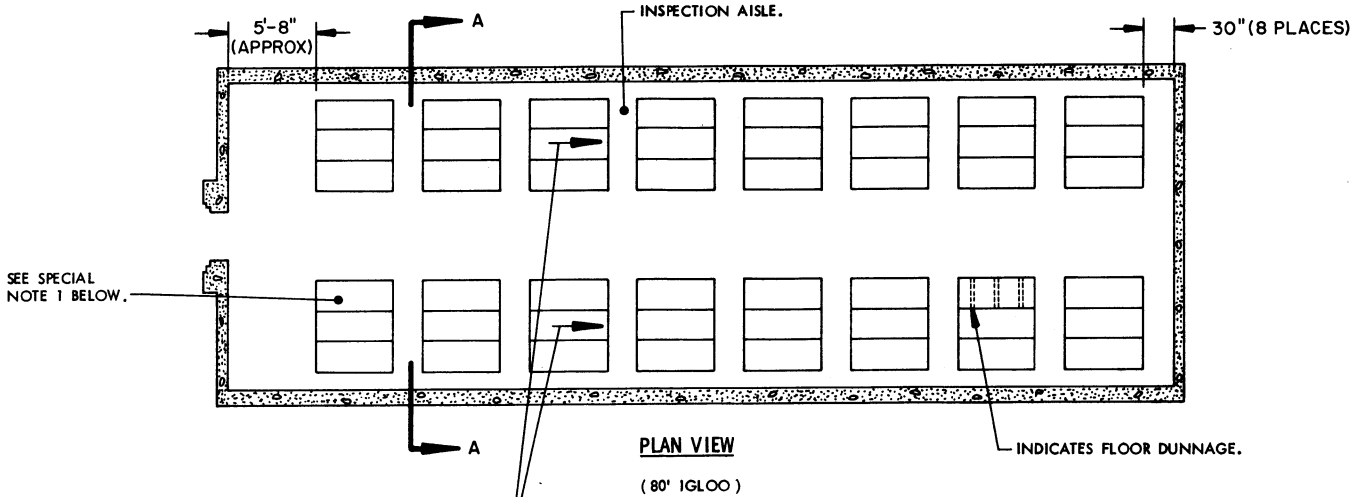 A
INSPECTION AISLE.
5'-8"
(APPROX)
30" (8 PLACES)
SEE SPECIAL
NOTE 1 BELOW.
A
PLAN VIEW
(80' IGLOO)
INDICATES FLOOR DUNNAGE.